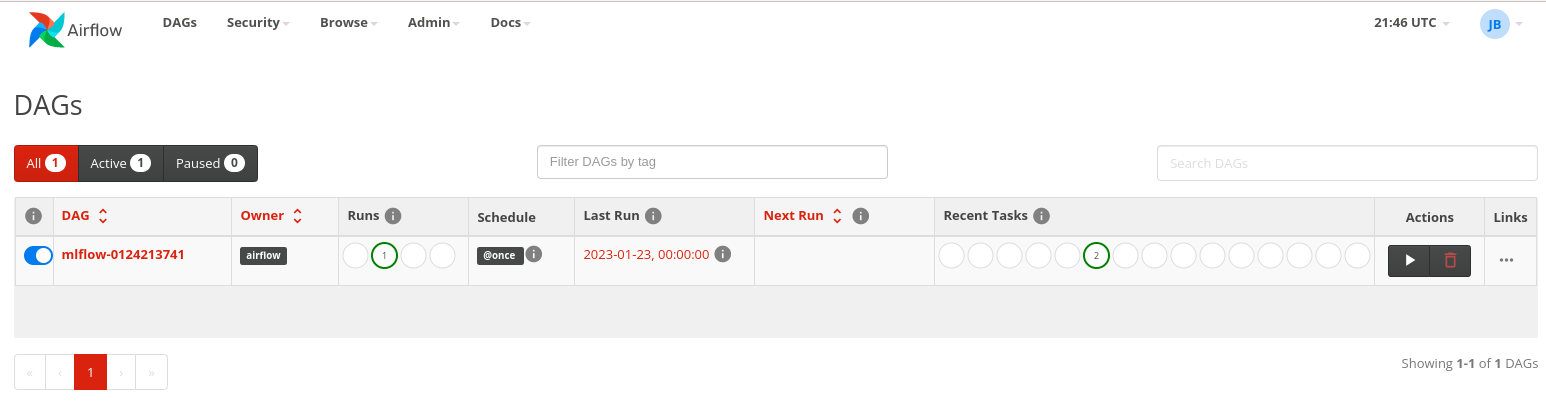 Airflow DAGs Security Browse Admin Docs 21:46 UTC JB
DAGs
All 1 Active 1 Paused 0 Filter DAGs by tag Search DAGs
i DAG Owner Runs i Schedule Last Run i Next Run i Recent Tasks i Actions Links
mlflow-0124213741 airflow 1 @once i 2023-01-23, 00:00:00 i 2 ...
« ‹ 1 › » Showing 1-1 of 1 DAGs